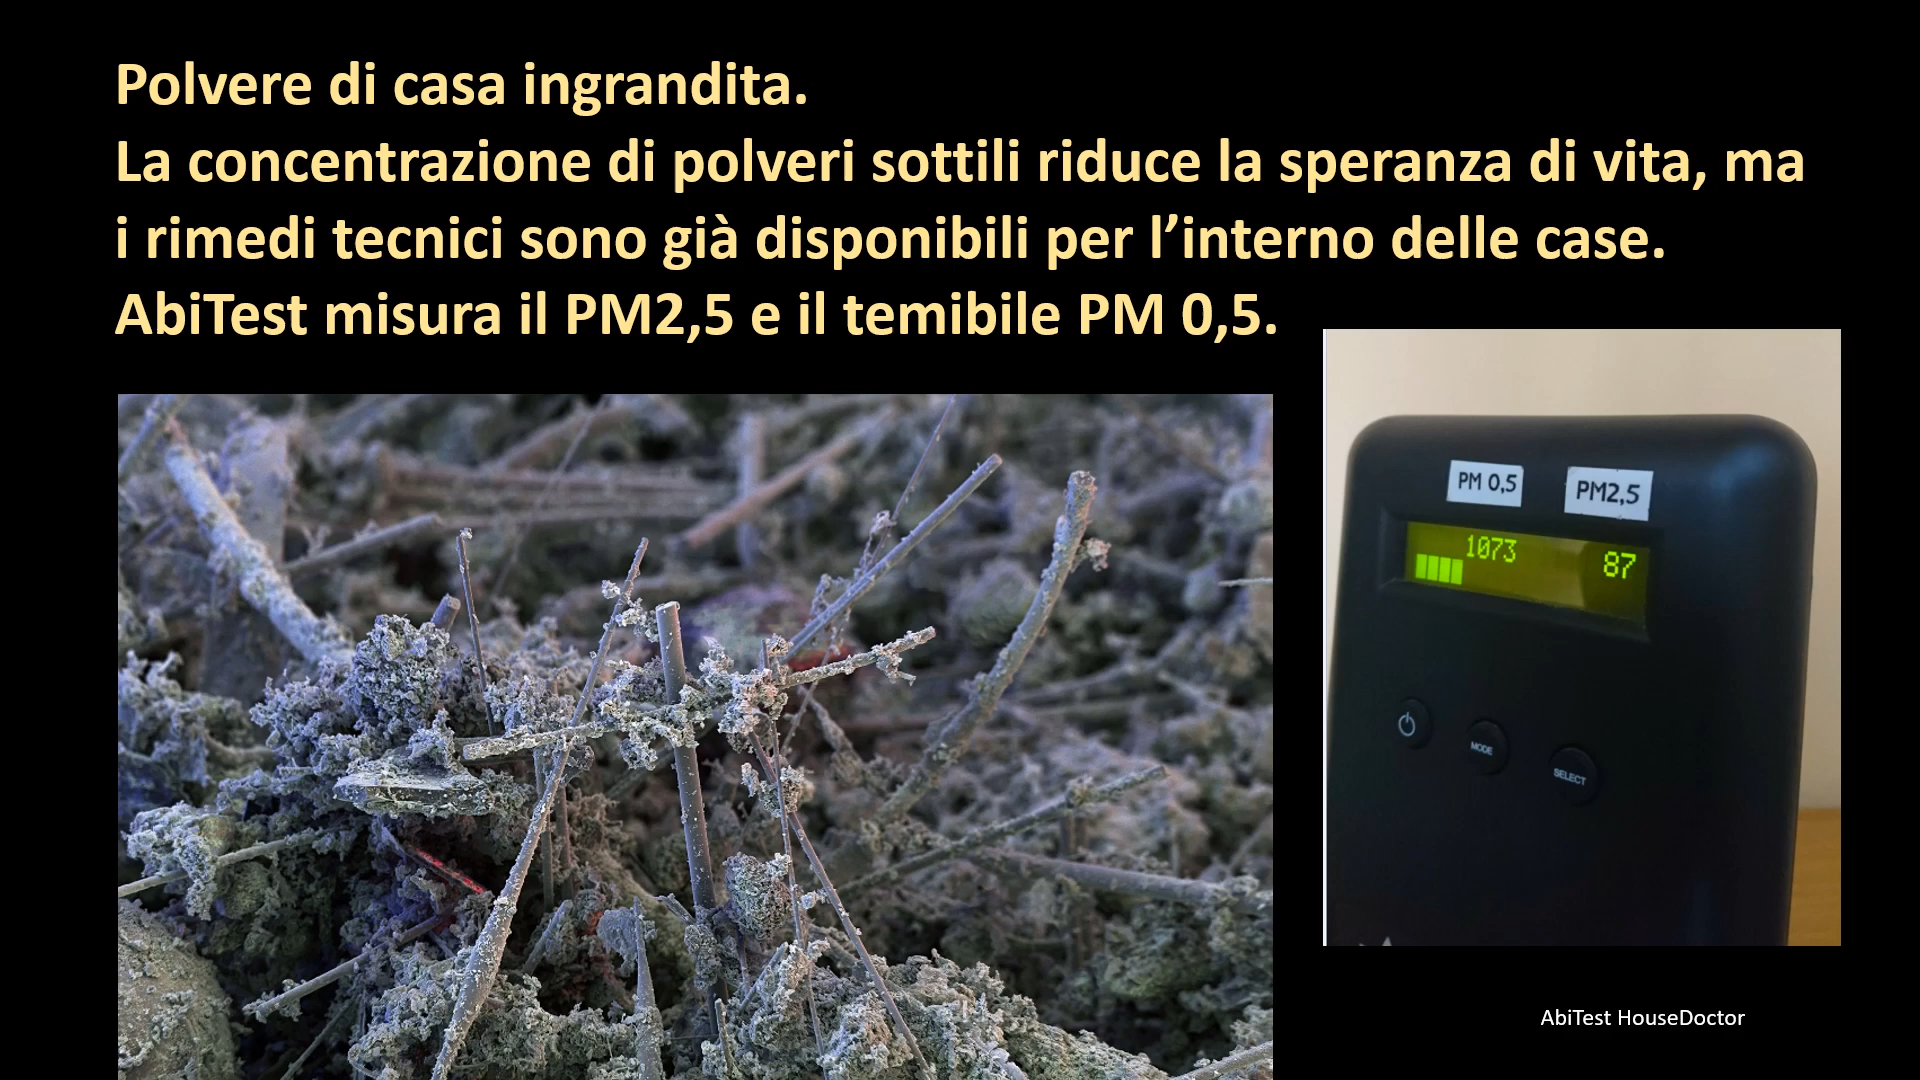 Polvere di casa ingrandita.
La concentrazione di polveri sottili riduce la speranza di vita, ma
i rimedi tecnici sono già disponibili per l’interno delle case.
AbiTest misura il PM2,5 e il temibile PM 0,5.
PM 0,5 PM2,5
1073 87
MODE
SELECT
AbiTest HouseDoctor